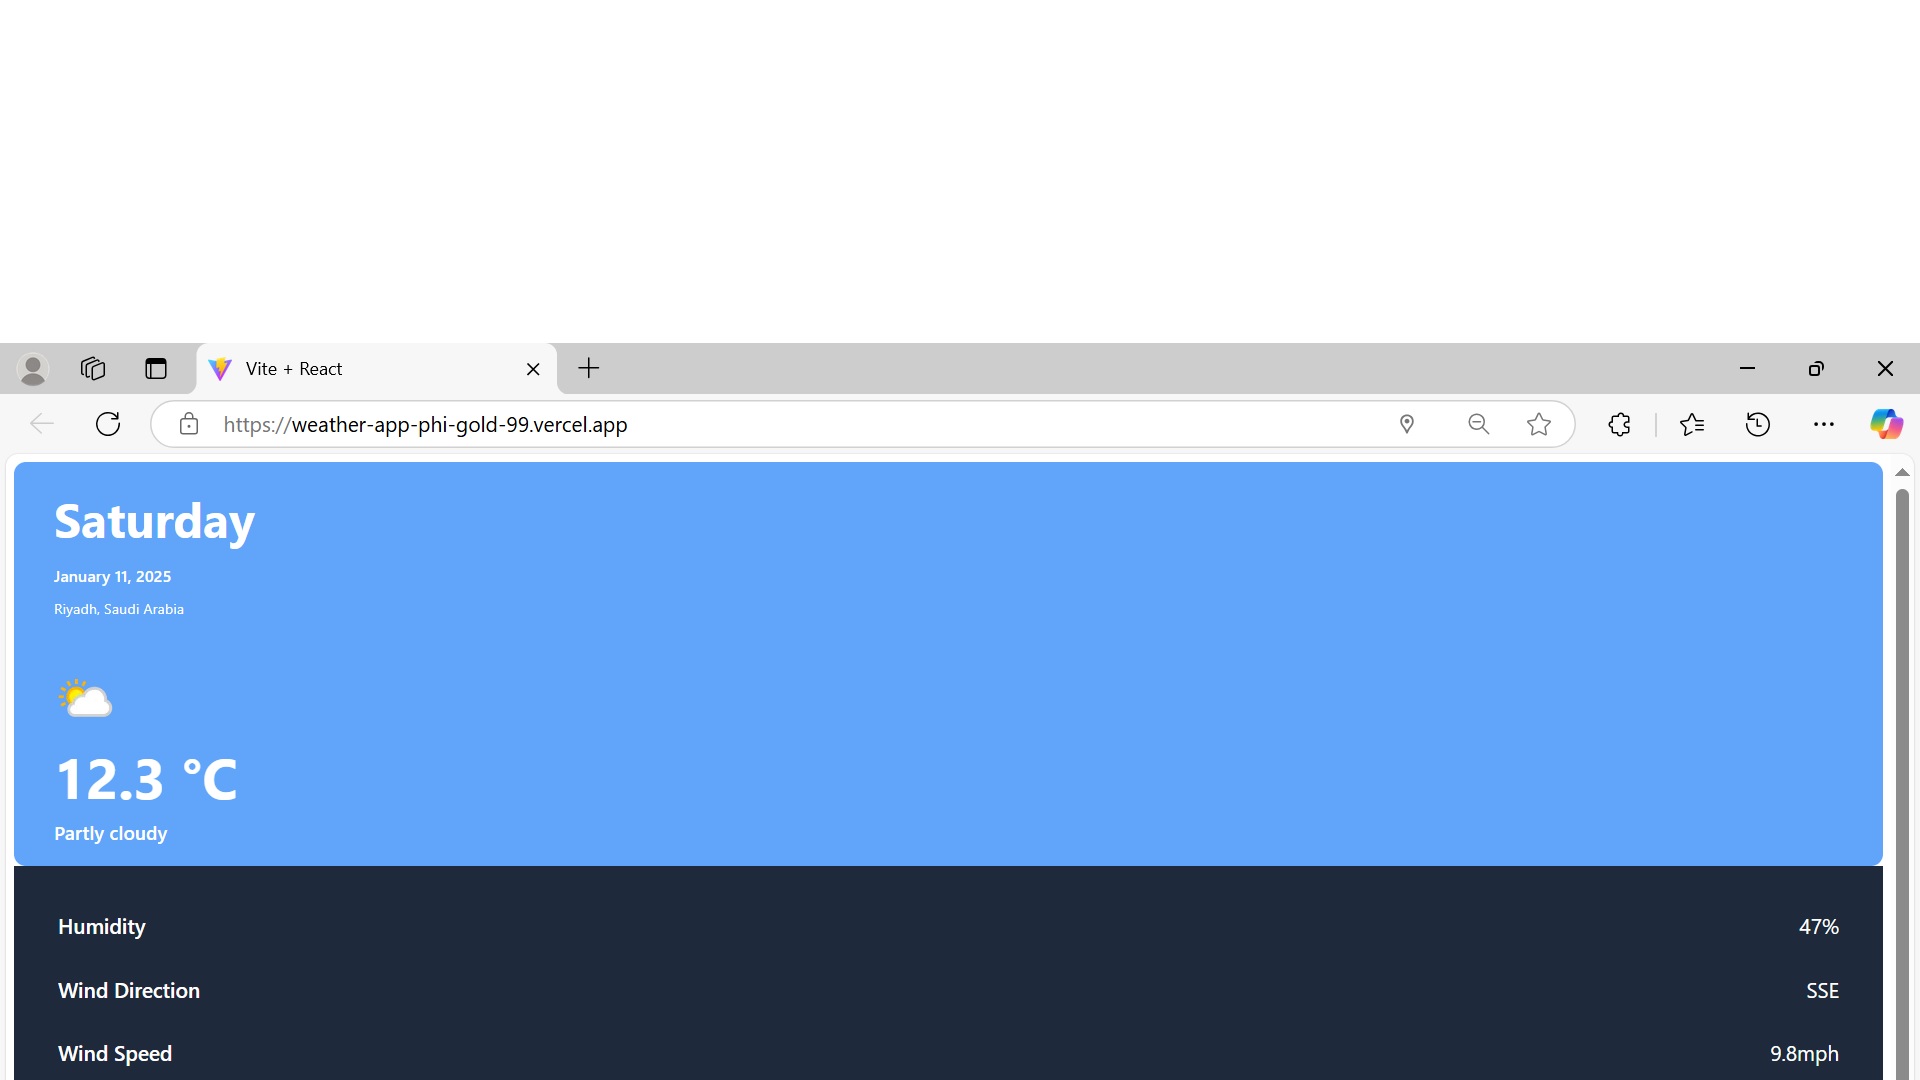 Vite + React
https://weather-app-phi-gold-99.vercel.app
Saturday
January 11, 2025
Riyadh, Saudi Arabia
12.3 °C
Partly cloudy
Humidity 47%
Wind Direction SSE
Wind Speed 9.8mph